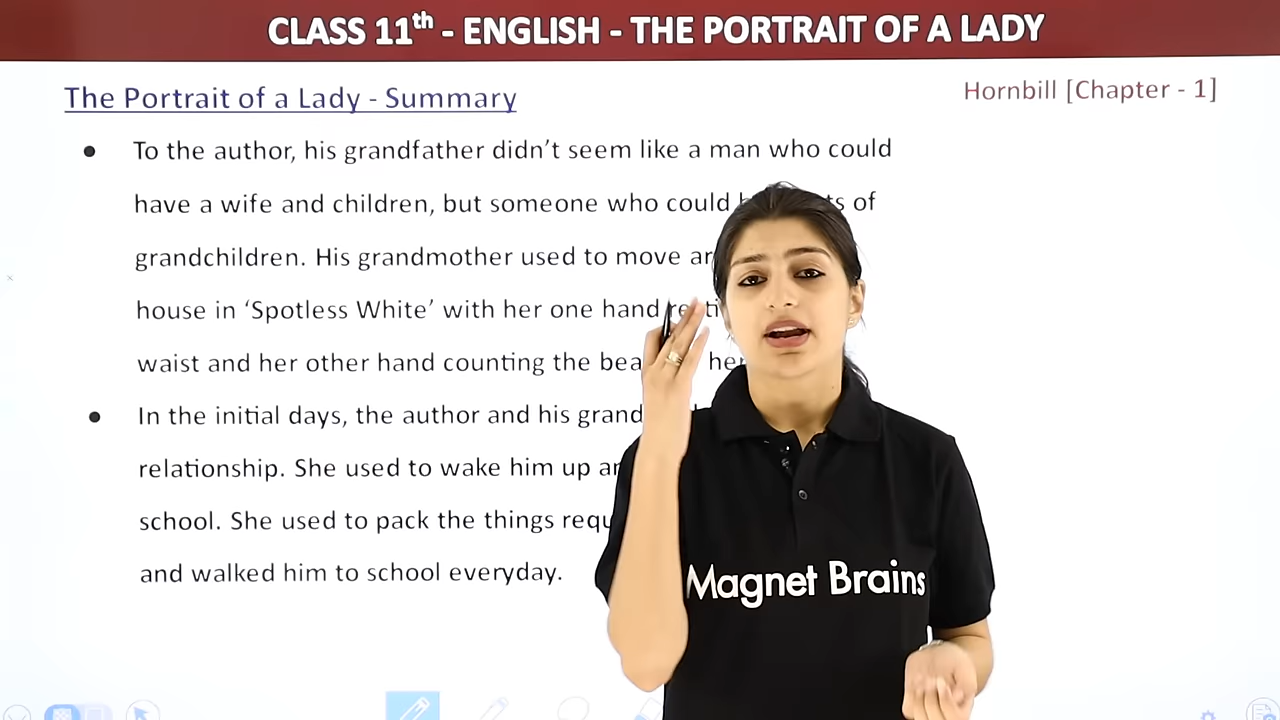 CLASS 11th - ENGLISH - THE PORTRAIT OF A LADY
The Portrait of a Lady - Summary
Hornbill [Chapter - 1]
To the author, his grandfather didn't seem like a man who could
have a wife and children, but someone who could of
grandchildren. His grandmother used to move
house in 'Spotless White' with her one hand
waist and her other hand counting the her
In the initial days, the author and his
relationship. She used to wake him up
school. She used to pack the things
and walked him to school everyday.
Magnet Brains